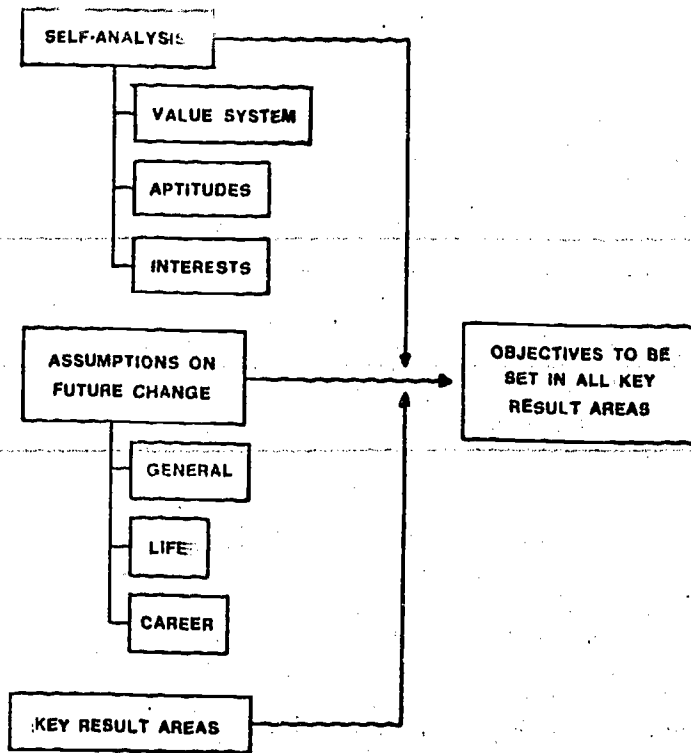 SELF-ANALYSIS
VALUE SYSTEM
APTITUDES
INTERESTS
ASSUMPTIONS ON
FUTURE CHANGE
GENERAL
LIFE
CAREER
KEY RESULT AREAS
OBJECTIVES TO BE
SET IN ALL KEY
RESULT AREAS